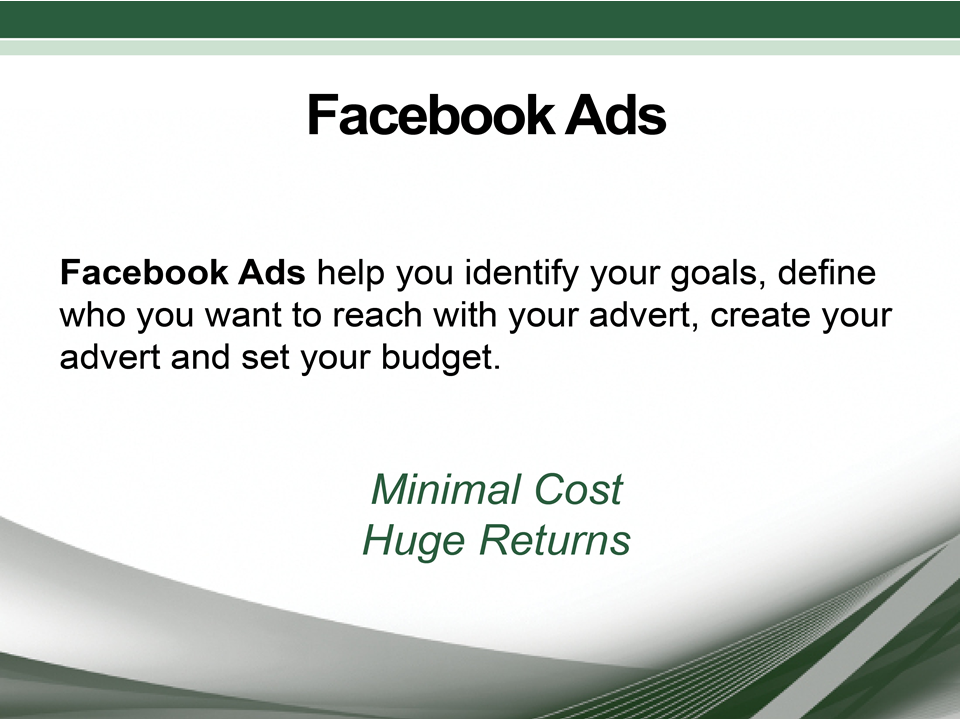 Facebook Ads
Facebook Ads help you identify your goals, define
who you want to reach with your advert, create your
advert and set your budget.
Minimal Cost
Huge Returns